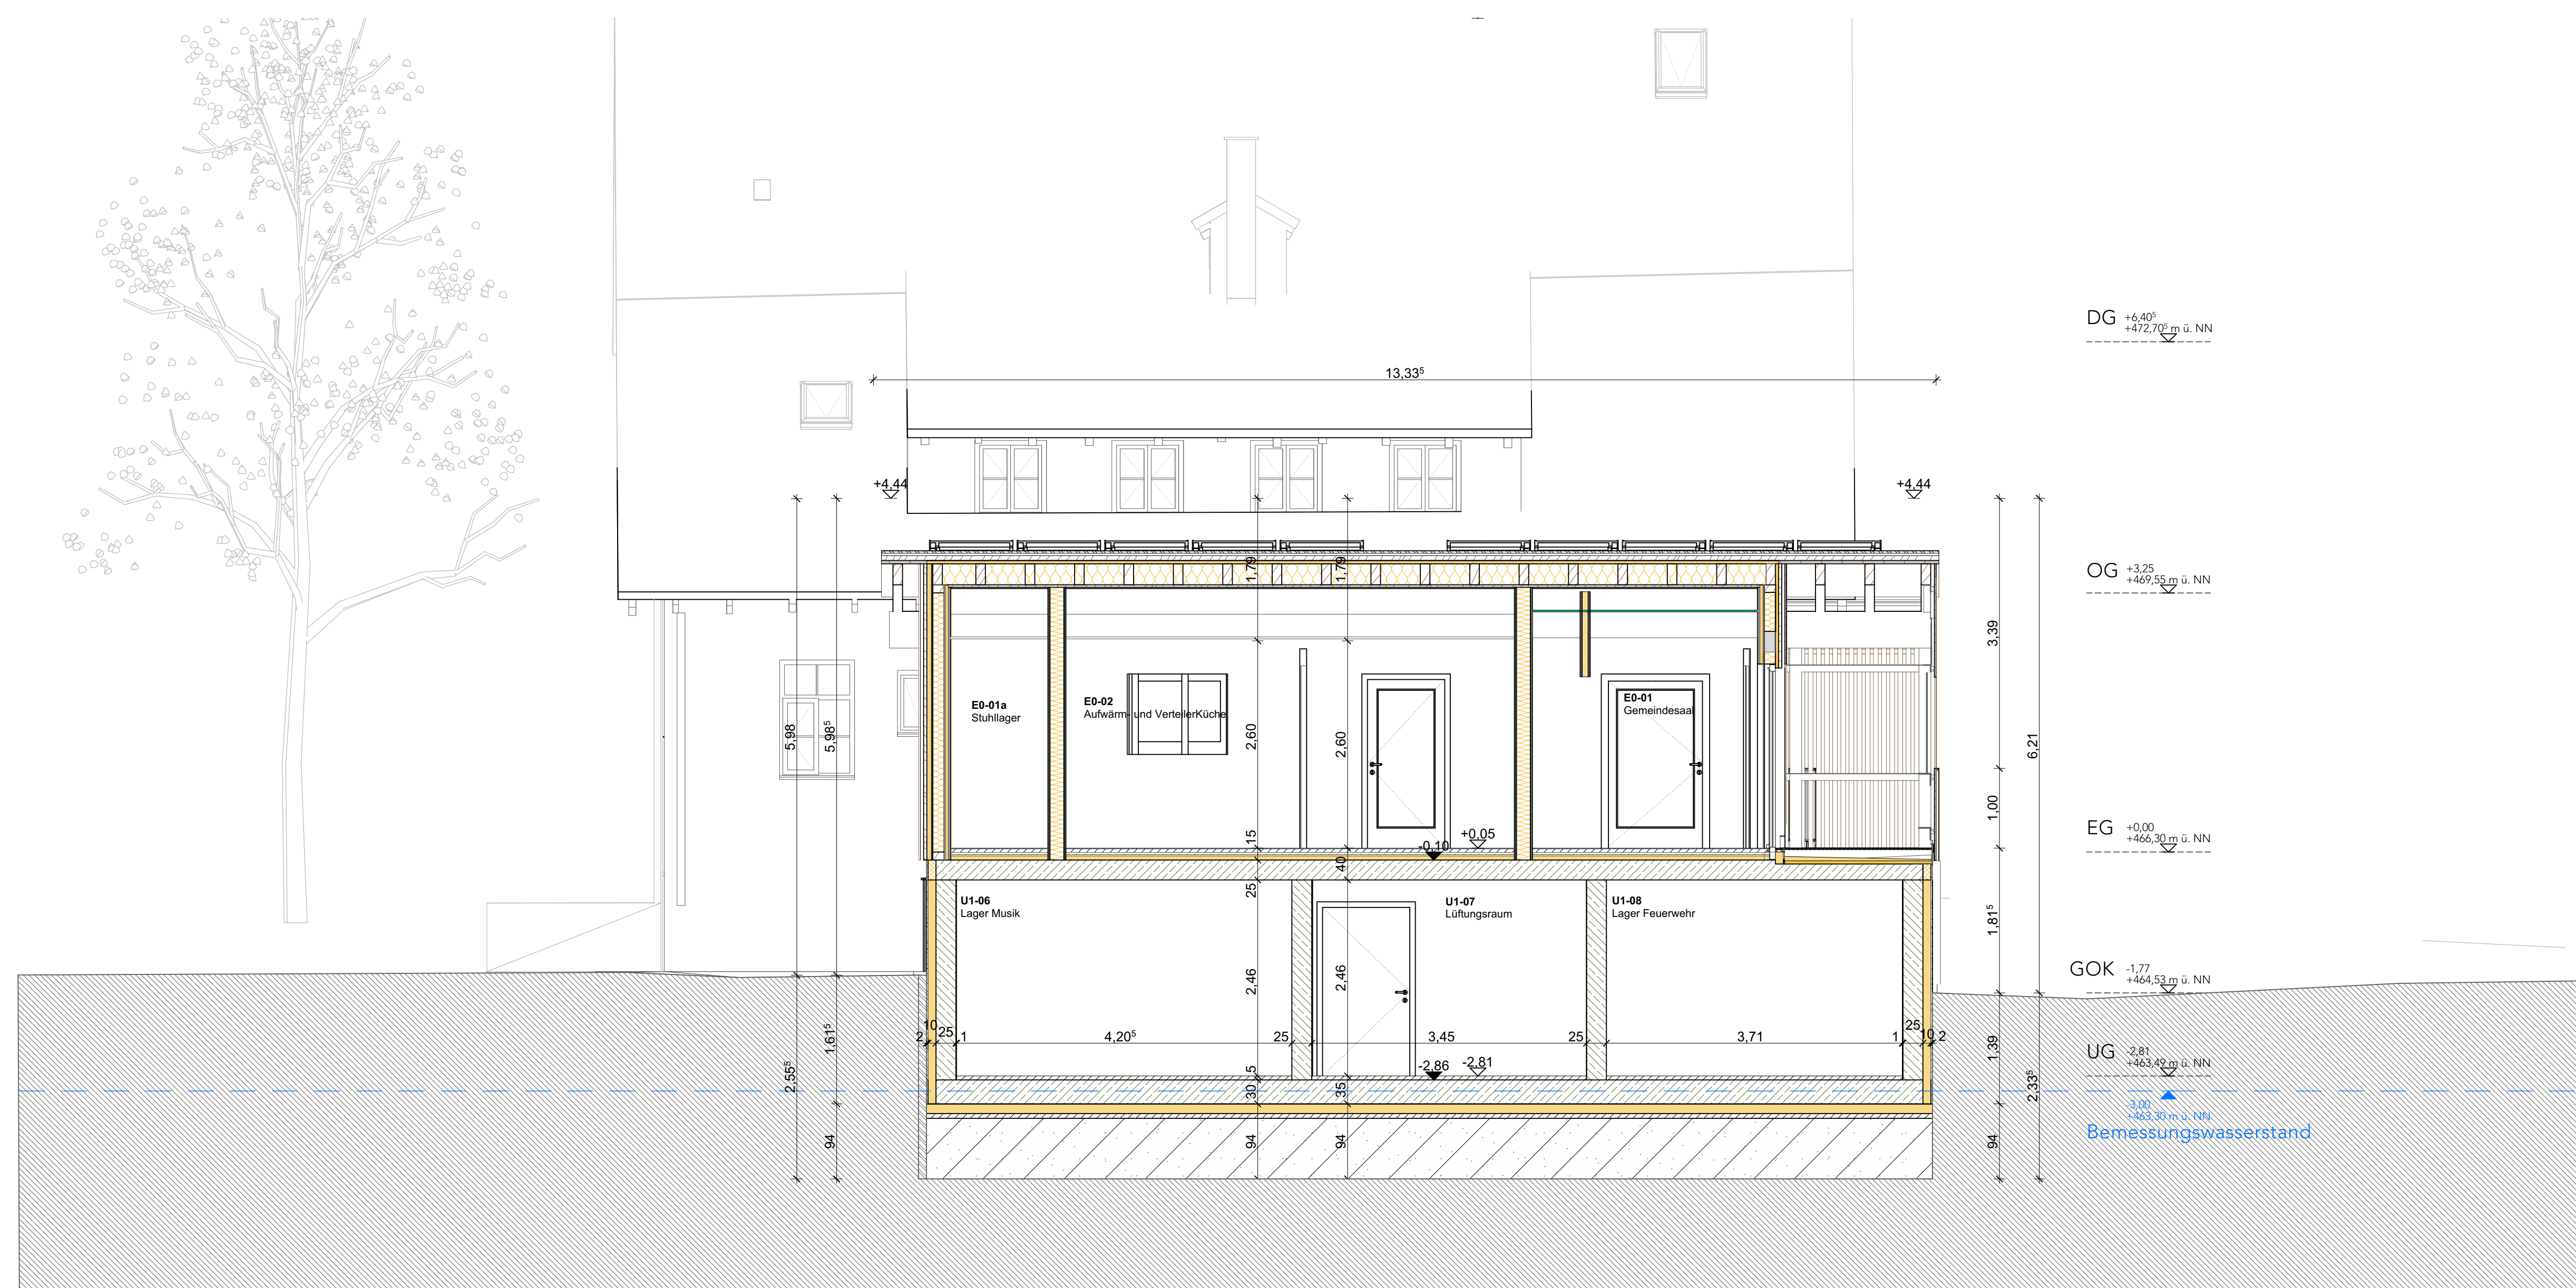 DG +6,40⁵
+472,70⁵ m ü. NN
13,33⁵
+4,44
+4,44
1,79
1,79
OG +3,25
+469,55 m ü. NN
3,39
E0-01a
Stuhllager
E0-02
Aufwärm- und VerteilerKüche
E0-01
Gemeindesaal
5,98
5,98⁵
2,60
2,60
6,21
1,00
EG +0,00
+466,30 m ü. NN
15
+0,05
-0,10
40
25
U1-06
Lager Musik
U1-07
Lüftungsraum
U1-08
Lager Feuerwehr
1,81⁵
GOK -1,77
+464,53 m ü. NN
2,46
2,46
2 10 25 1 4,20⁵ 25 3,45 25 3,71 1 25 10 2
1,61⁵
2,55⁵
1,39
2,33⁵
UG -2,81
+463,49 m ü. NN
-2,86
-2,81
5
30
35
-3,00
+463,30 m ü. NN
Bemessungswasserstand
94
94
94
94